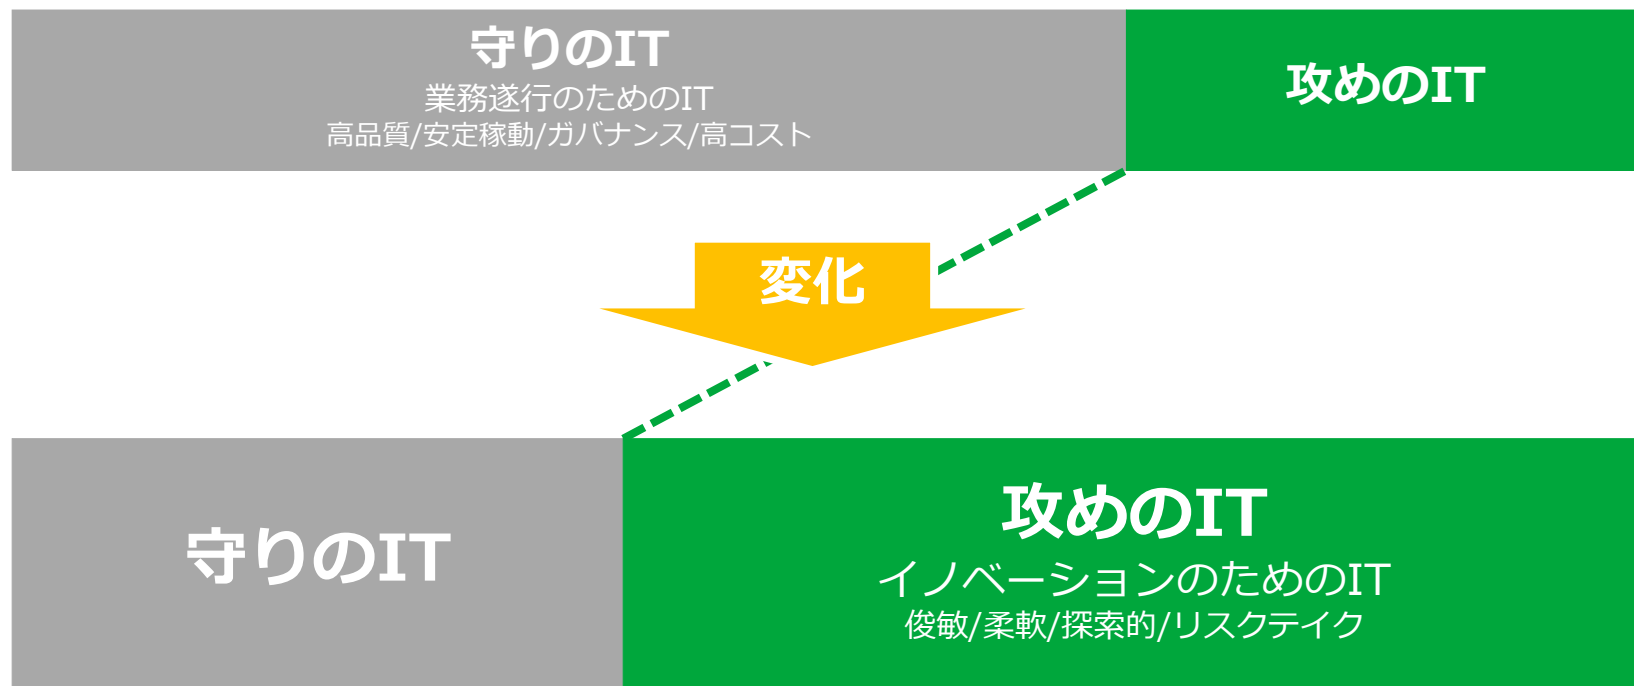 守りのIT
業務遂行のためのIT
高品質/安定稼動/ガバナンス/高コスト
攻めのIT
変化
守りのIT
攻めのIT
イノベーションのためのIT
俊敏/柔軟/探索的/リスクテイク